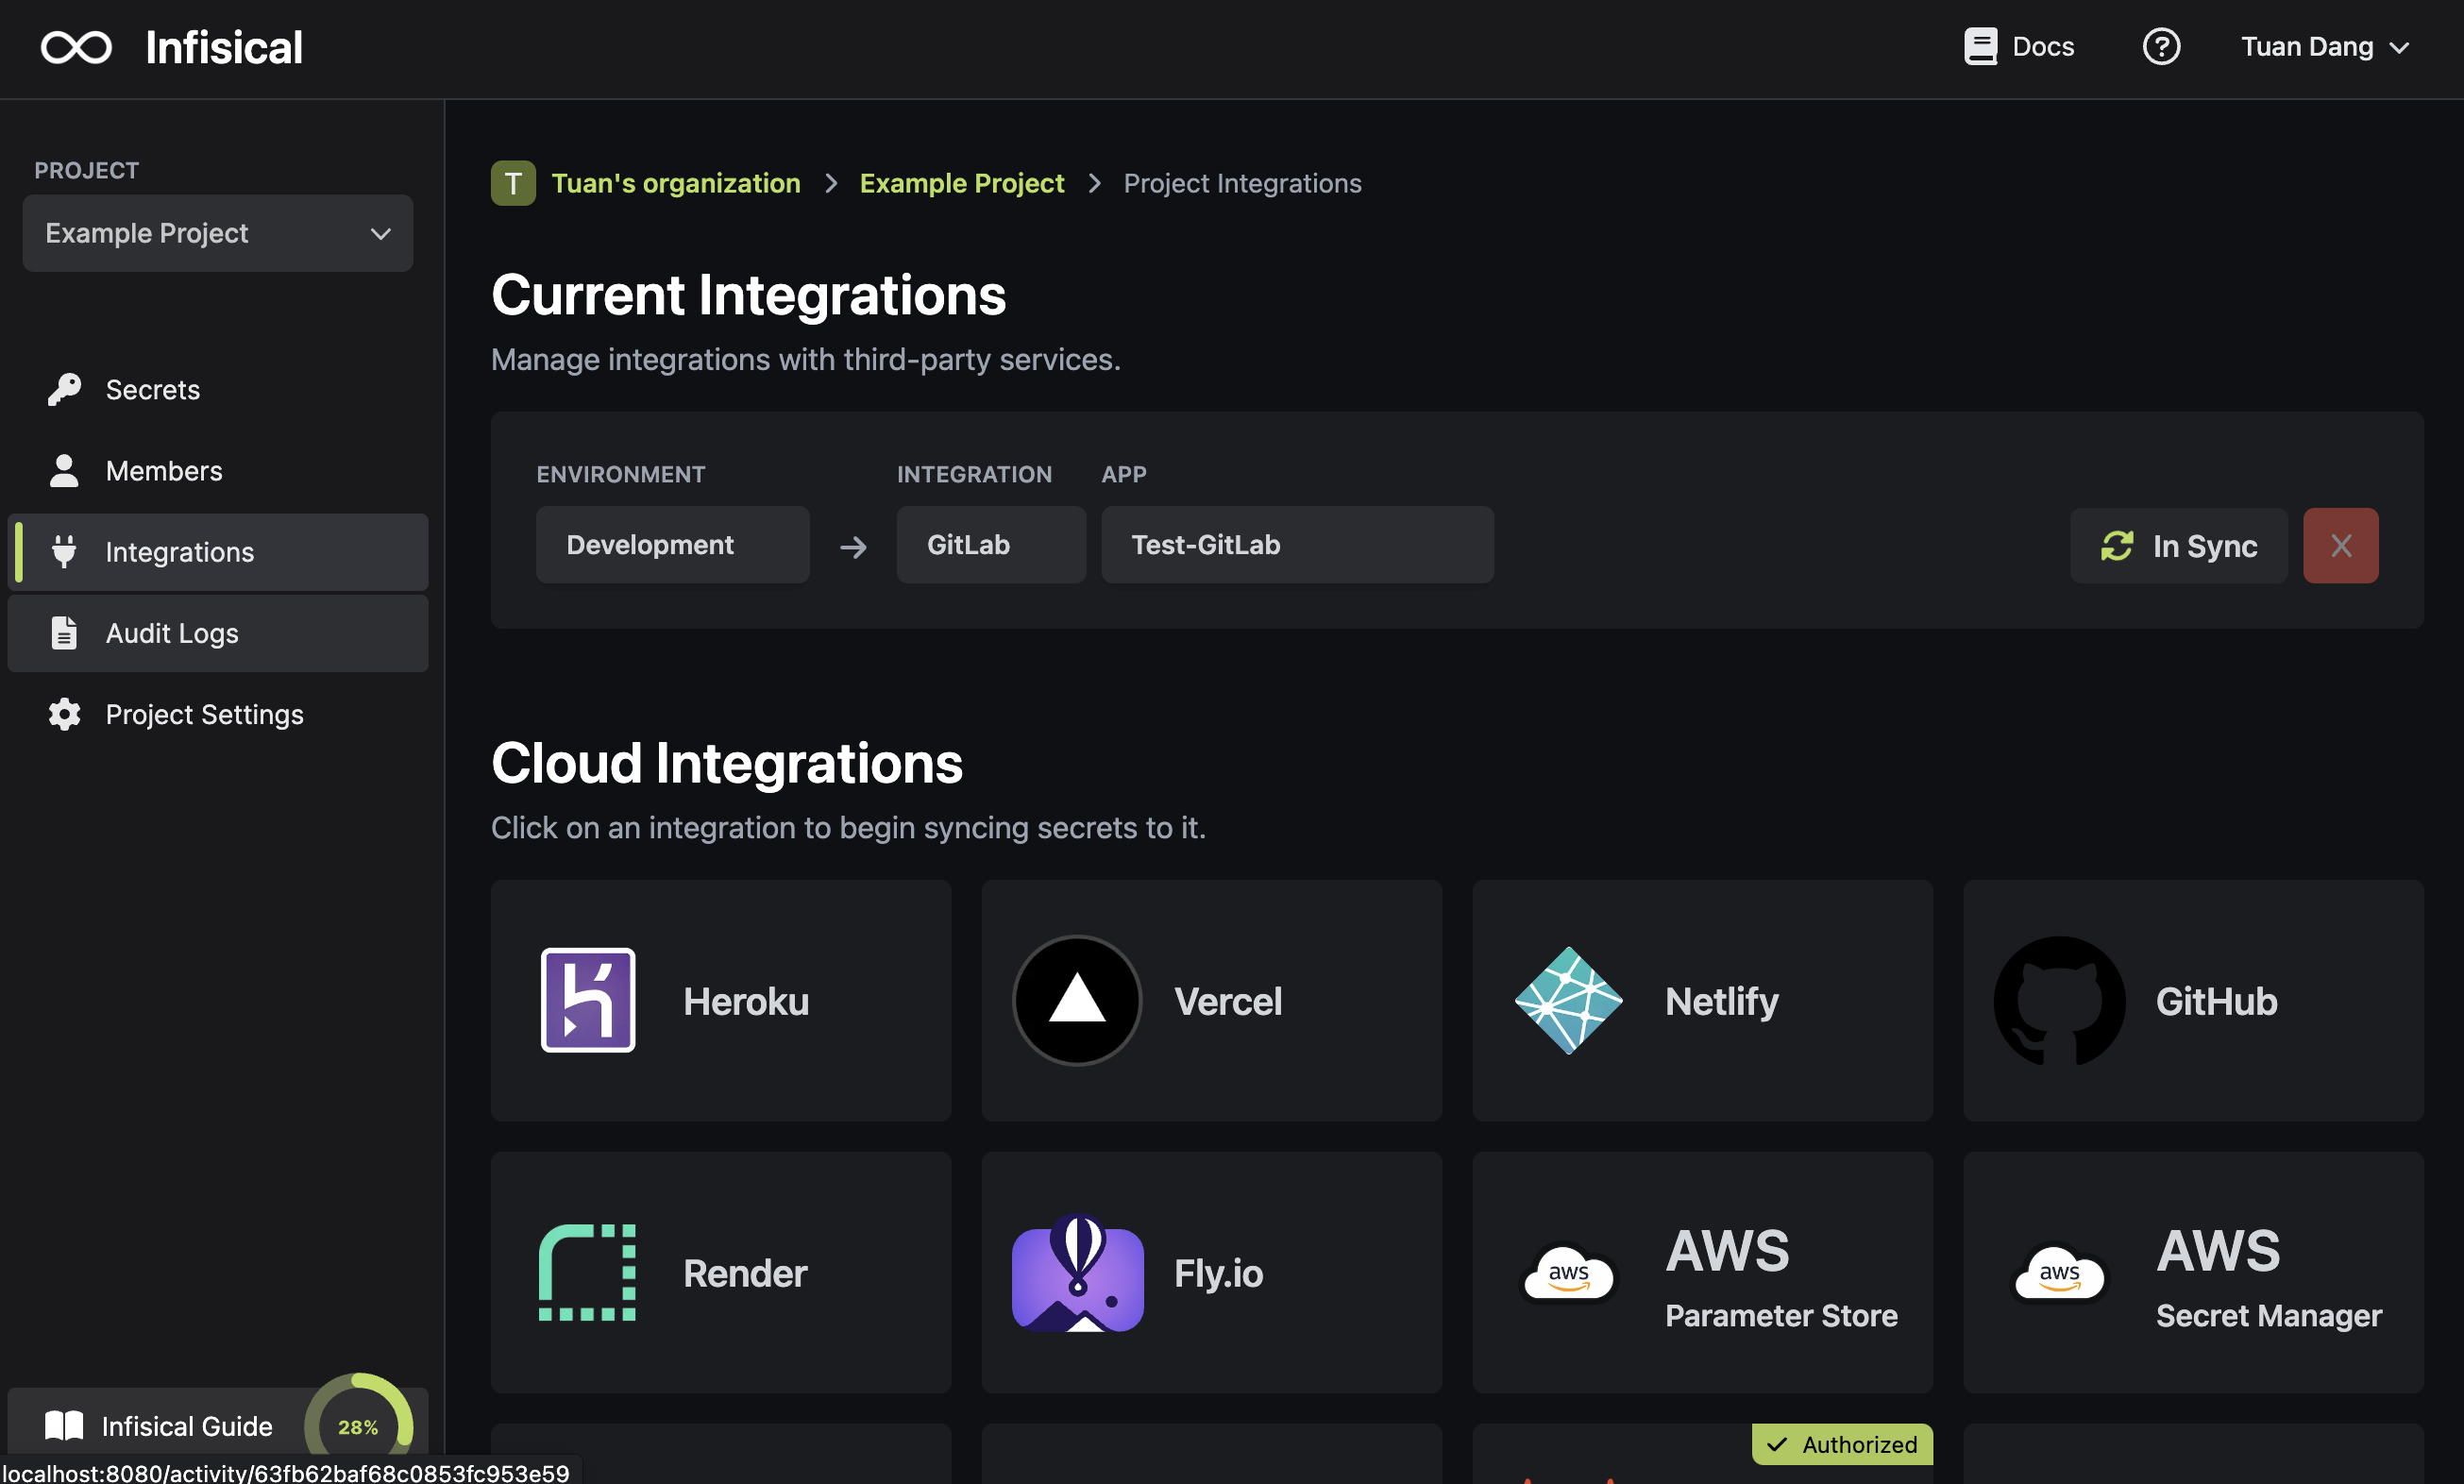 Infisical
Docs
?
Tuan Dang
PROJECT
Example Project
Secrets
Members
Integrations
Audit Logs
Project Settings
Infisical Guide
28%
localhost:8080/activity/63fb62baf68c0853fc953e59
T Tuan's organization > Example Project > Project Integrations
Current Integrations
Manage integrations with third-party services.
ENVIRONMENT INTEGRATION APP
Development → GitLab Test-GitLab In Sync X
Cloud Integrations
Click on an integration to begin syncing secrets to it.
Heroku
Vercel
Netlify
GitHub
Render
Fly.io
aws
AWS
Parameter Store
aws
AWS
Secret Manager
Authorized